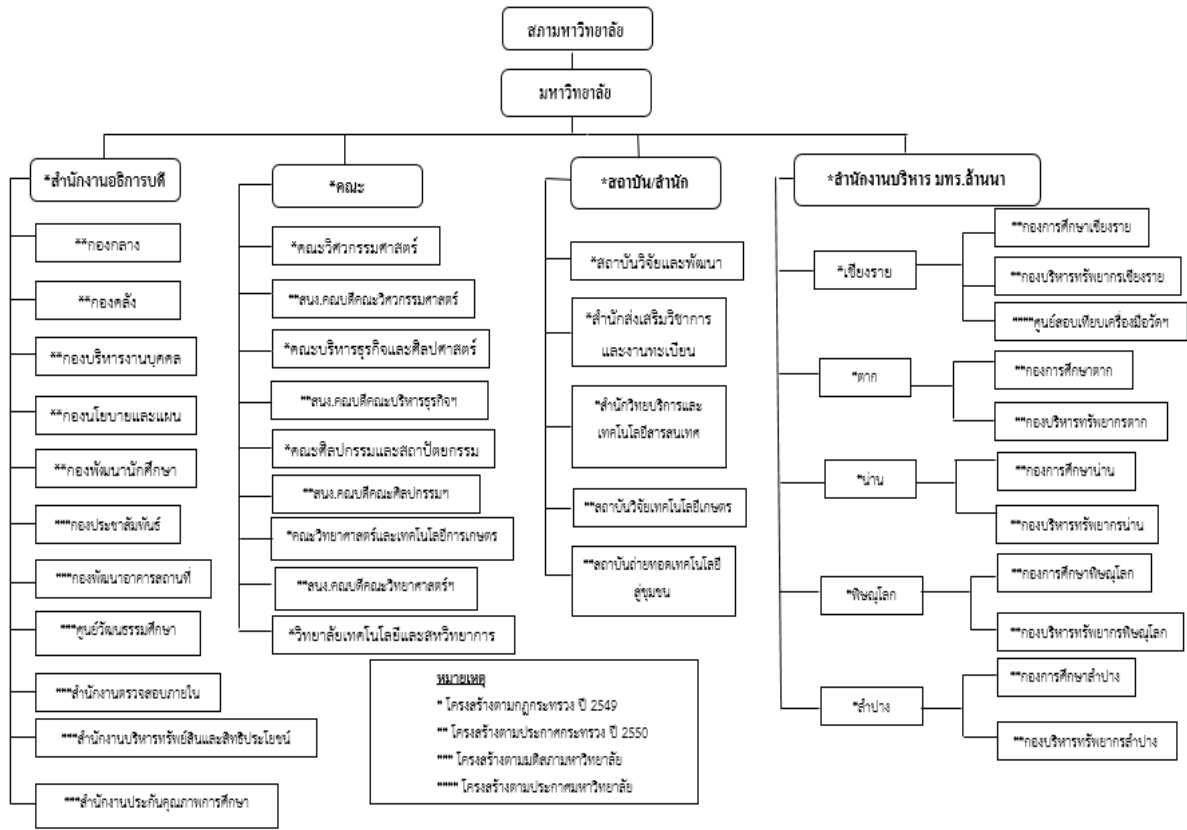 สภามหาวิทยาลัย
มหาวิทยาลัย
*สำนักงานอธิการบดี
**กองกลาง
**กองคลัง
**กองบริหารงานบุคคล
**กองนโยบายและแผน
**กองพัฒนานักศึกษา
***กองประชาสัมพันธ์
***กองพัฒนาอาคารสถานที่
***ศูนย์วัฒนธรรมศึกษา
***สำนักงานตรวจสอบภายใน
***สำนักงานบริหารทรัพย์สินและสิทธิประโยชน์
***สำนักงานประกันคุณภาพการศึกษา
*คณะ
*คณะวิศวกรรมศาสตร์
**สนง.คณบดีคณะวิศวกรรมศาสตร์
*คณะบริหารธุรกิจและศิลปศาสตร์
**สนง.คณบดีคณะบริหารธุรกิจฯ
*คณะศิลปกรรมและสถาปัตยกรรม
**สนง.คณบดีคณะศิลปกรรมฯ
*คณะวิทยาศาสตร์และเทคโนโลยีการเกษตร
**สนง.คณบดีคณะวิทยาศาสตร์ฯ
*วิทยาลัยเทคโนโลยีและสหวิทยาการ
*สถาบัน/สำนัก
*สถาบันวิจัยและพัฒนา
*สำนักส่งเสริมวิชาการ
และงานทะเบียน
*สำนักวิทยบริการและ
เทคโนโลยีสารสนเทศ
**สถาบันวิจัยเทคโนโลยีเกษตร
**สถาบันถ่ายทอดเทคโนโลยี
สู่ชุมชน
*สำนักงานบริหาร มทร.ล้านนา
*เชียงราย
**กองการศึกษาเชียงราย
**กองบริหารทรัพยากรเชียงราย
****ศูนย์สอบเทียบเครื่องมือวัดฯ
*ตาก
**กองการศึกษาตาก
**กองบริหารทรัพยากรตาก
*น่าน
**กองการศึกษาน่าน
**กองบริหารทรัพยากรน่าน
*พิษณุโลก
**กองการศึกษาพิษณุโลก
**กองบริหารทรัพยากรพิษณุโลก
*ลำปาง
**กองการศึกษาลำปาง
**กองบริหารทรัพยากรลำปาง
หมายเหตุ
* โครงสร้างตามกฎกระทรวง ปี 2549
** โครงสร้างตามประกาศกระทรวง ปี 2550
*** โครงสร้างตามมติสภามหาวิทยาลัย
**** โครงสร้างตามประกาศมหาวิทยาลัย